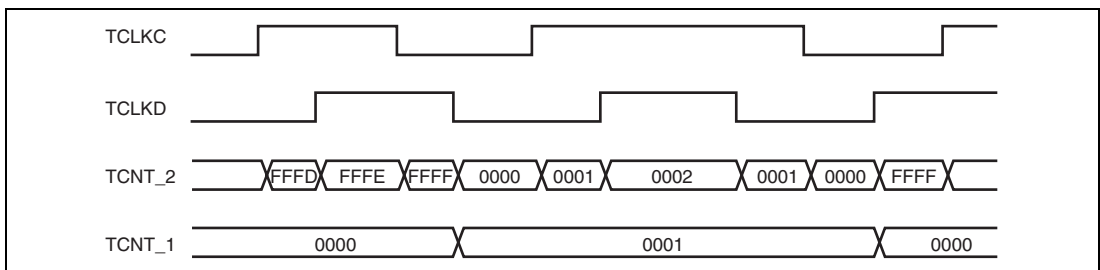 TCLKC
TCLKD
TCNT_2 FFFD FFFE FFFF 0000 0001 0002 0001 0000 FFFF
TCNT_1 0000 0001 0000